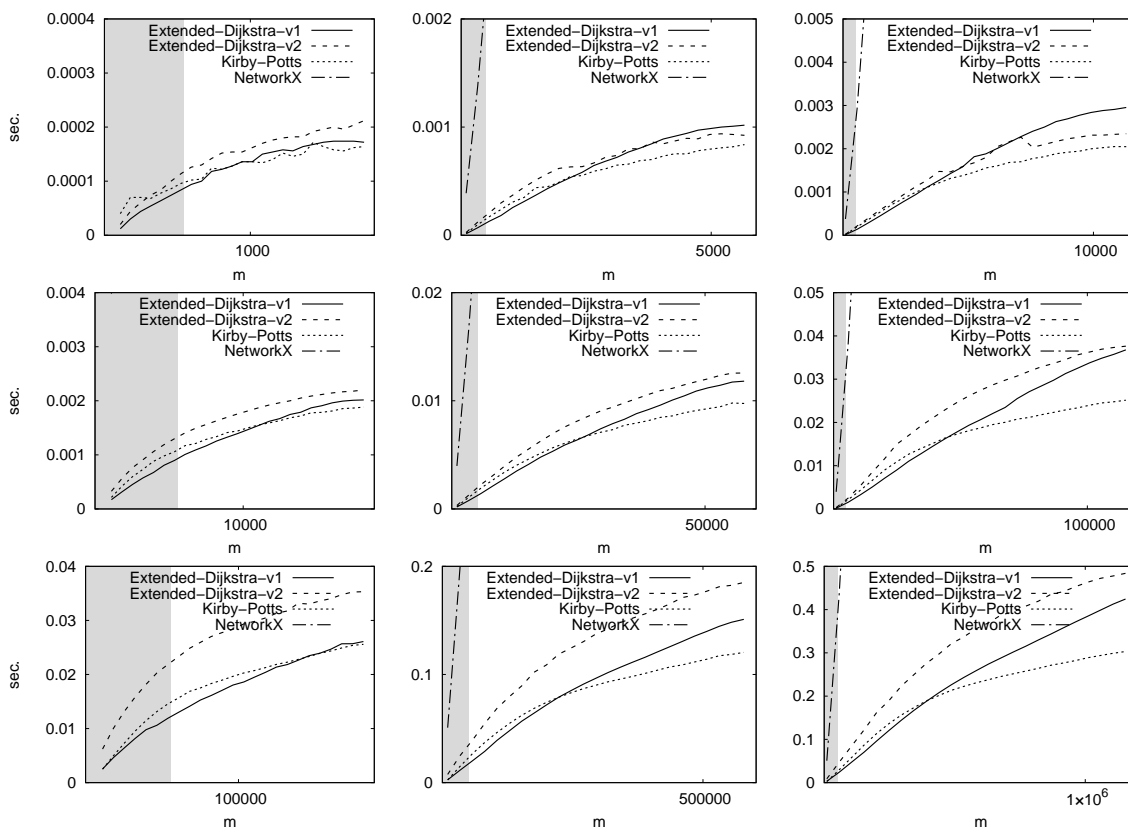 0.0004
0.0003
0.0002
0.0001
0
sec.
1000
m
Extended-Dijkstra-v1
Extended-Dijkstra-v2
Kirby-Potts
NetworkX
0.002
0.001
0
5000
m
Extended-Dijkstra-v1
Extended-Dijkstra-v2
Kirby-Potts
NetworkX
0.005
0.004
0.003
0.002
0.001
0
10000
m
Extended-Dijkstra-v1
Extended-Dijkstra-v2
Kirby-Potts
NetworkX
0.004
0.003
0.002
0.001
0
sec.
10000
m
Extended-Dijkstra-v1
Extended-Dijkstra-v2
Kirby-Potts
NetworkX
0.02
0.01
0
50000
m
Extended-Dijkstra-v1
Extended-Dijkstra-v2
Kirby-Potts
NetworkX
0.05
0.04
0.03
0.02
0.01
0
100000
m
Extended-Dijkstra-v1
Extended-Dijkstra-v2
Kirby-Potts
NetworkX
0.04
0.03
0.02
0.01
0
sec.
100000
m
Extended-Dijkstra-v1
Extended-Dijkstra-v2
Kirby-Potts
NetworkX
0.2
0.1
0
500000
m
Extended-Dijkstra-v1
Extended-Dijkstra-v2
Kirby-Potts
NetworkX
0.5
0.4
0.3
0.2
0.1
0
1×10⁶
m
Extended-Dijkstra-v1
Extended-Dijkstra-v2
Kirby-Potts
NetworkX